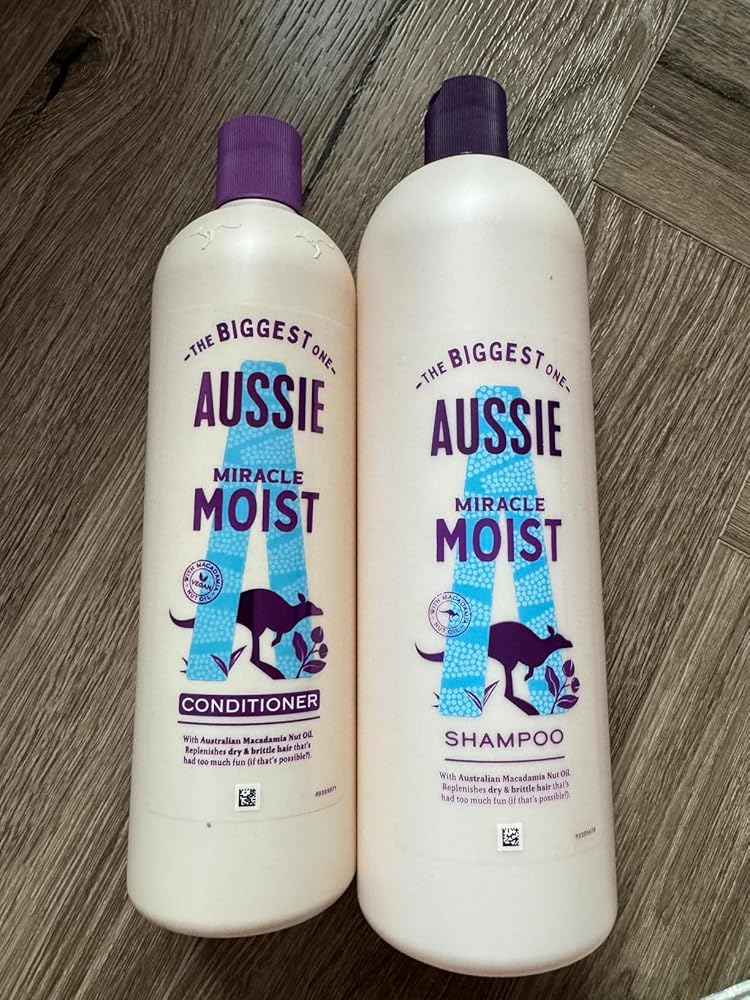 -THE BIGGEST ONE-
AUSSIE
MIRACLE
MOIST
WITH MACADAMIA
VEGAN
NUT OIL
CONDITIONER
With Australian Macadamia Nut Oil.
Replenishes dry & brittle hair that's
had too much fun (if that's possible?).
-THE BIGGEST ONE-
AUSSIE
MIRACLE
MOIST
WITH MACADAMIA
NUT OIL
SHAMPOO
With Australian Macadamia Nut Oil.
Replenishes dry & brittle hair that's
had too much fun (if that's possible?).